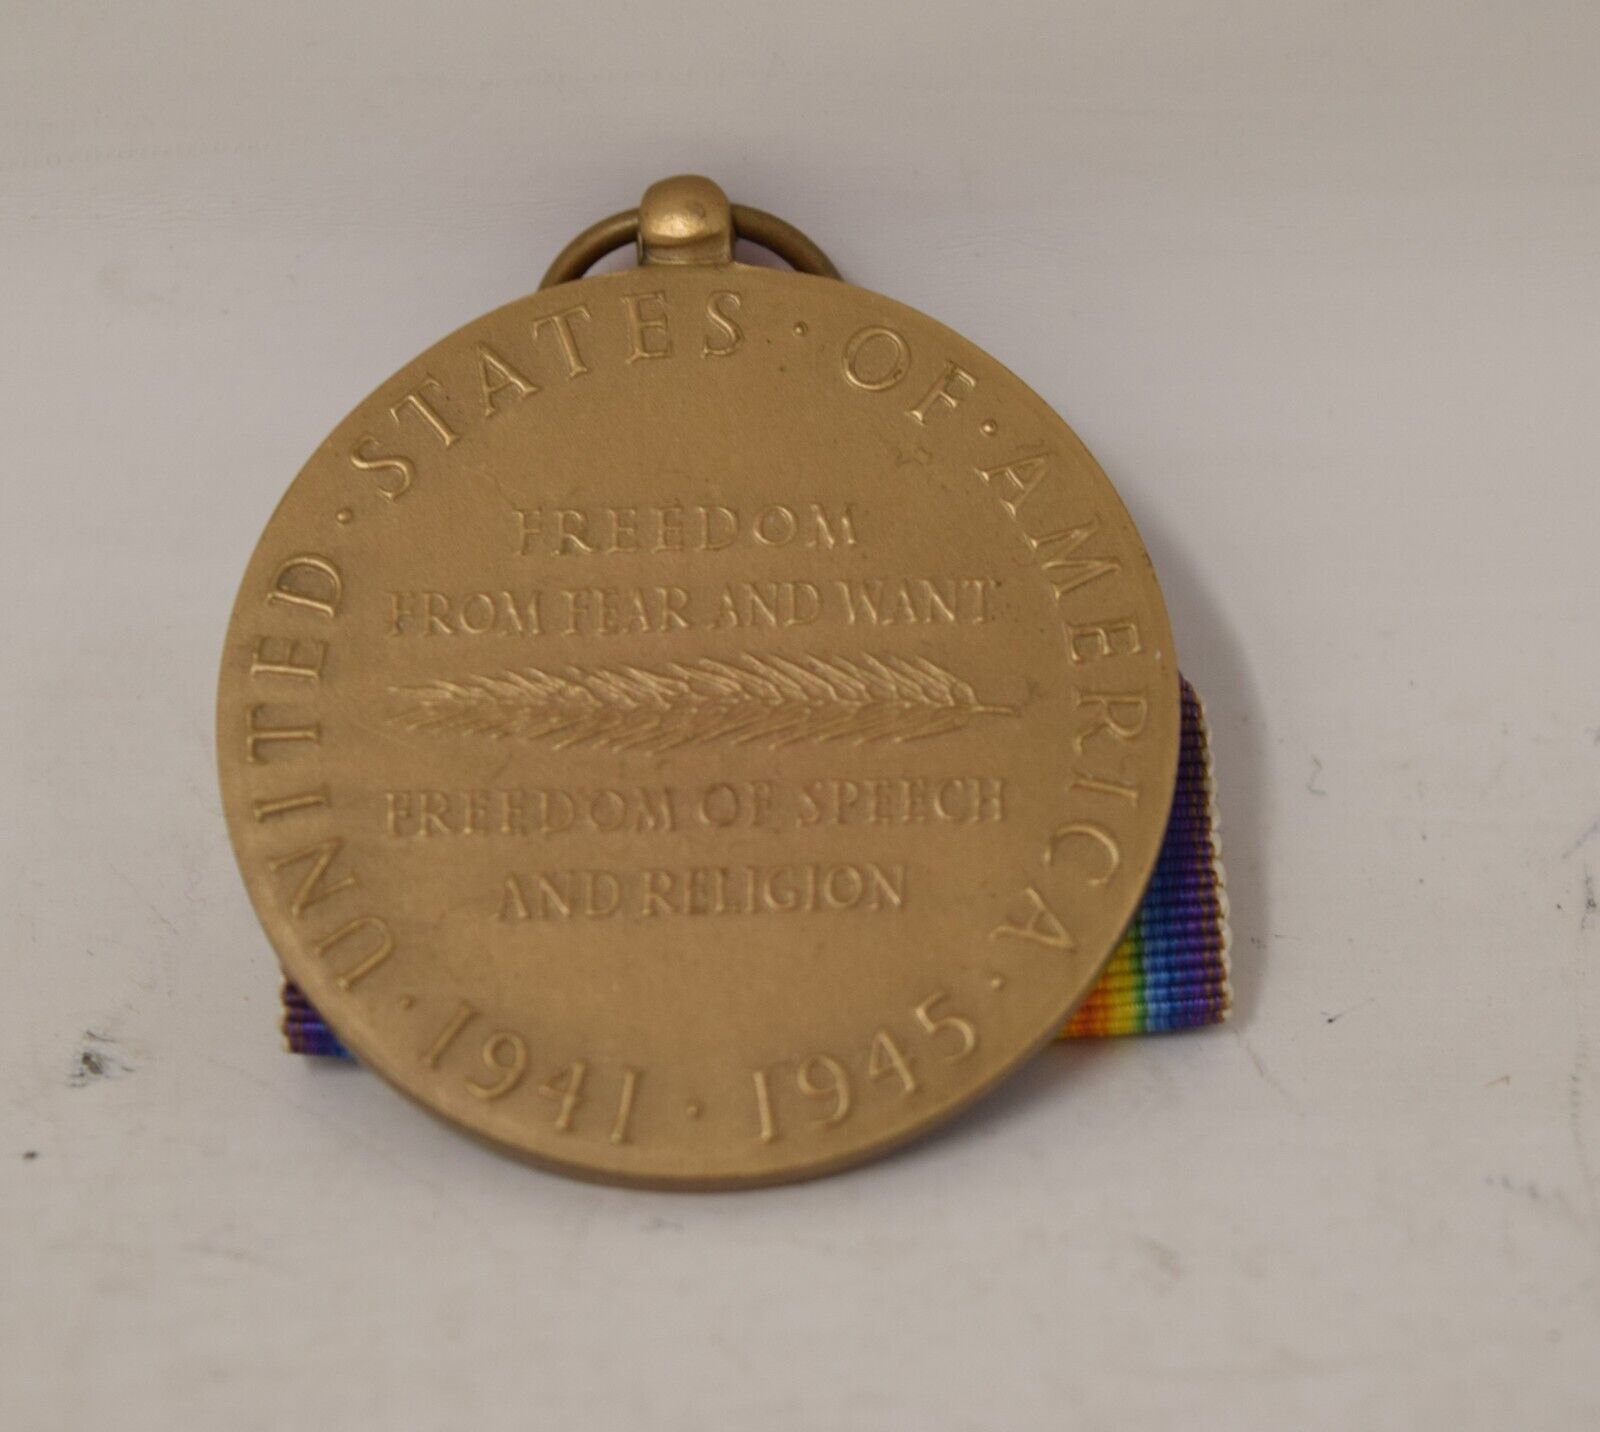 UNITED · STATES · OF · AMERICA · 1941 · 1945 ·
FREEDOM
FROM FEAR AND WANT
FREEDOM OF SPEECH
AND RELIGION